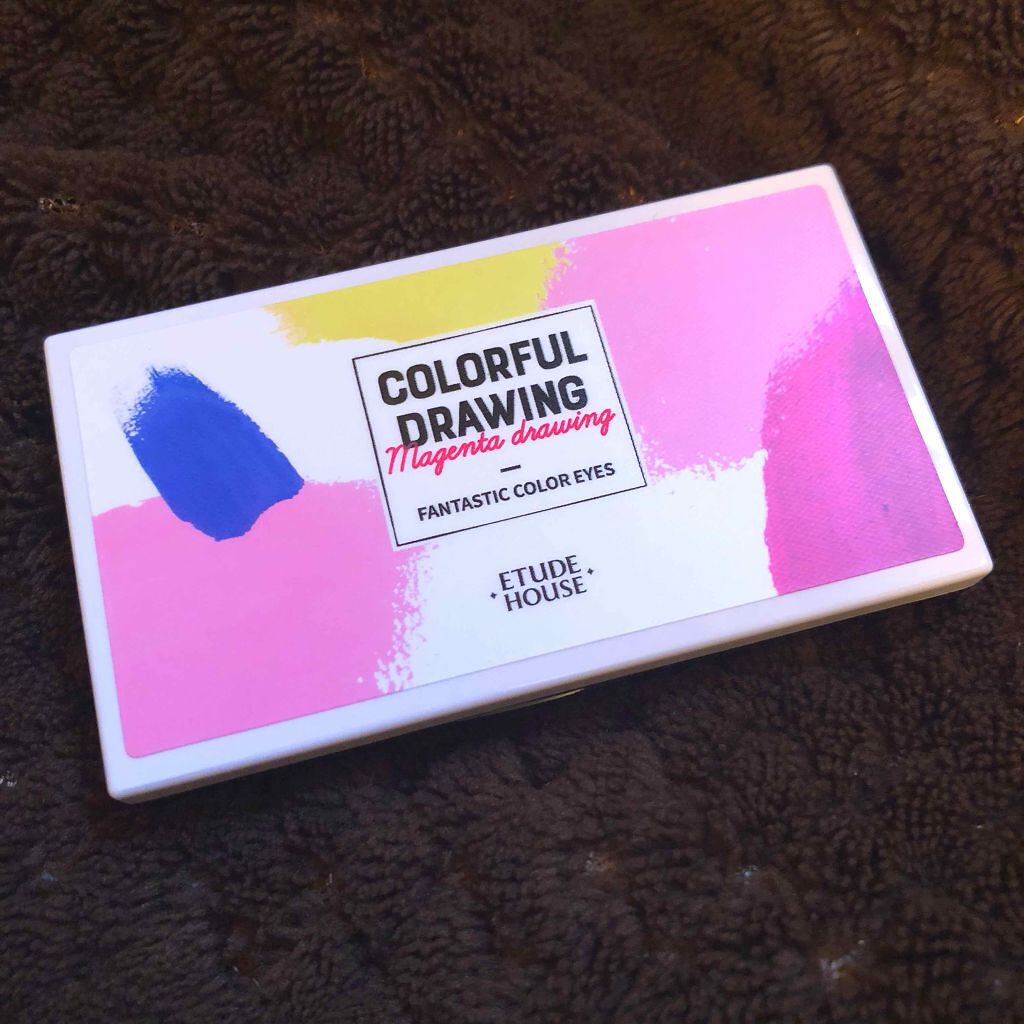 COLORFUL
DRAWING
Magenta drawing
FANTASTIC COLOR EYES
ETUDE
HOUSE